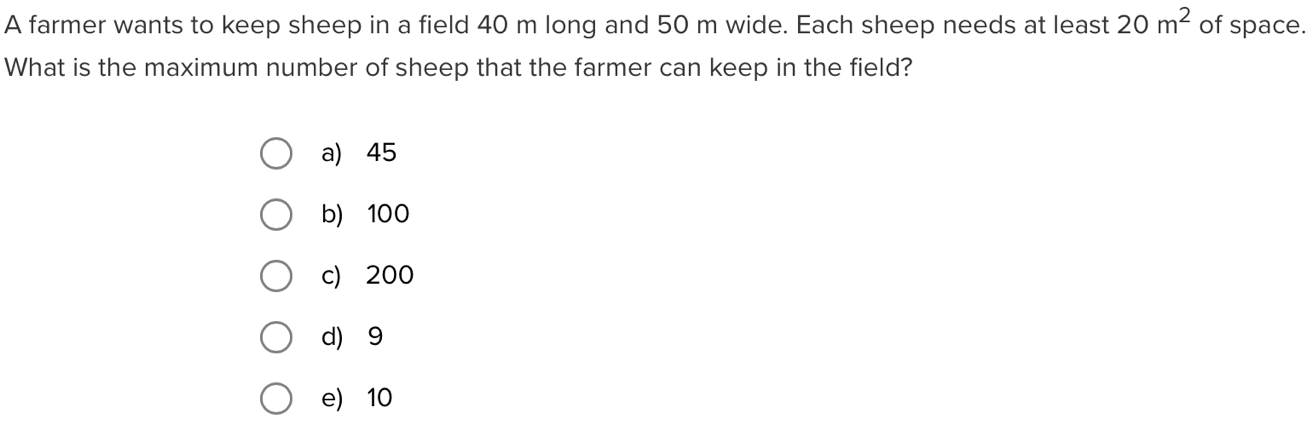 A farmer wants to keep sheep in a field 40 m long and 50 m wide. Each sheep needs at least 20 m² of space.
What is the maximum number of sheep that the farmer can keep in the field?
a) 45
b) 100
c) 200
d) 9
e) 10